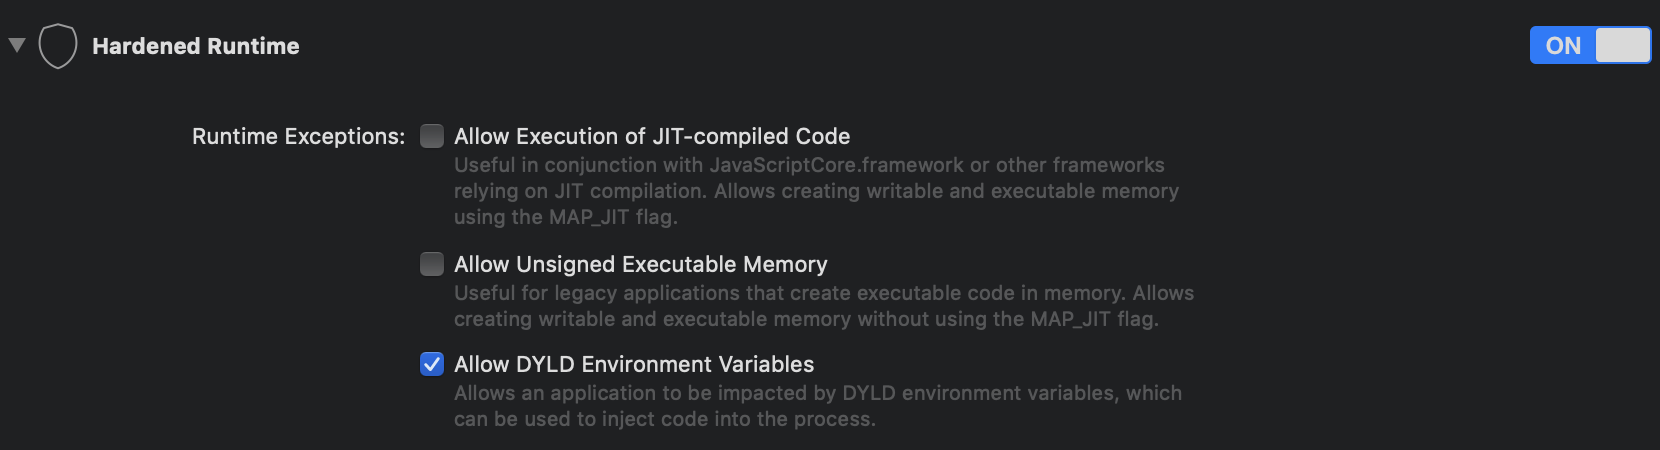 Hardened Runtime
ON
Runtime Exceptions:
Allow Execution of JIT-compiled Code
Useful in conjunction with JavaScriptCore.framework or other frameworks
relying on JIT compilation. Allows creating writable and executable memory
using the MAP_JIT flag.
Allow Unsigned Executable Memory
Useful for legacy applications that create executable code in memory. Allows
creating writable and executable memory without using the MAP_JIT flag.
Allow DYLD Environment Variables
Allows an application to be impacted by DYLD environment variables, which
can be used to inject code into the process.